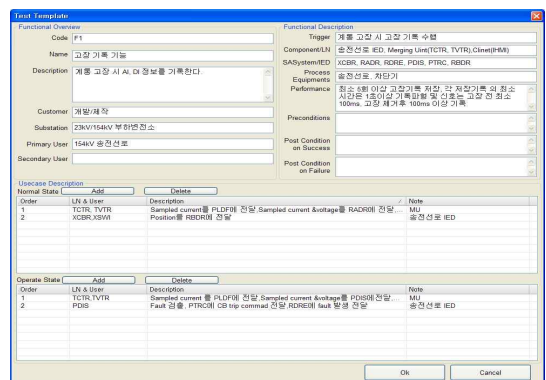 Test Template
Functional Overview
Code F1
Name 고장 기록 기능
Description 계통 고장 시 AI, DI 정보를 기록한다.
Customer 개발/제작
Substation 23kV/154kV 부하변전소
Primary User 154kV 송전선로
Secondary User
Functional Description
Trigger 계통 고장 시 고장 기록 수행
Component/LN 송전선로 IED, Merging Uint(TCTR, TVTR),Clinet(HMI)
SASystem/IED XCBR, RADR, RDRE, PDIS, PTRC, RBDR
Process Equipments 송전선로, 차단기
Performance 최소 5회 이상 고장기록 저장, 각 저장기록 의 최소
시간은 1초이상,기록파형 및 신호는 고장 전 최소
100ms, 고장 제거후 100ms 이상 기록
Preconditions
Post Condition on Success
Post Condition on Failure
Usecase Description
Normal State Add Delete
Order LN & User Description Note
1 TCTR, TVTR Sampled current를 PLDF에 전달,Sampled current &voltage를 RADR에 전달,... MU
2 XCBR,XSWI Position를 RBDR에 전달 송전선로 IED
Operate State Add Delete
Order LN & User Description Note
1 TCTR,TVTR Sampled current 를 PLDF에 전달,Sampled current &voltage를 PDIS에전달,... MU
2 PDIS Fault 검출, PTRC에 CB trip commad 전달,RDRE에 fault 발생 전달 송전선로 IED
Ok Cancel